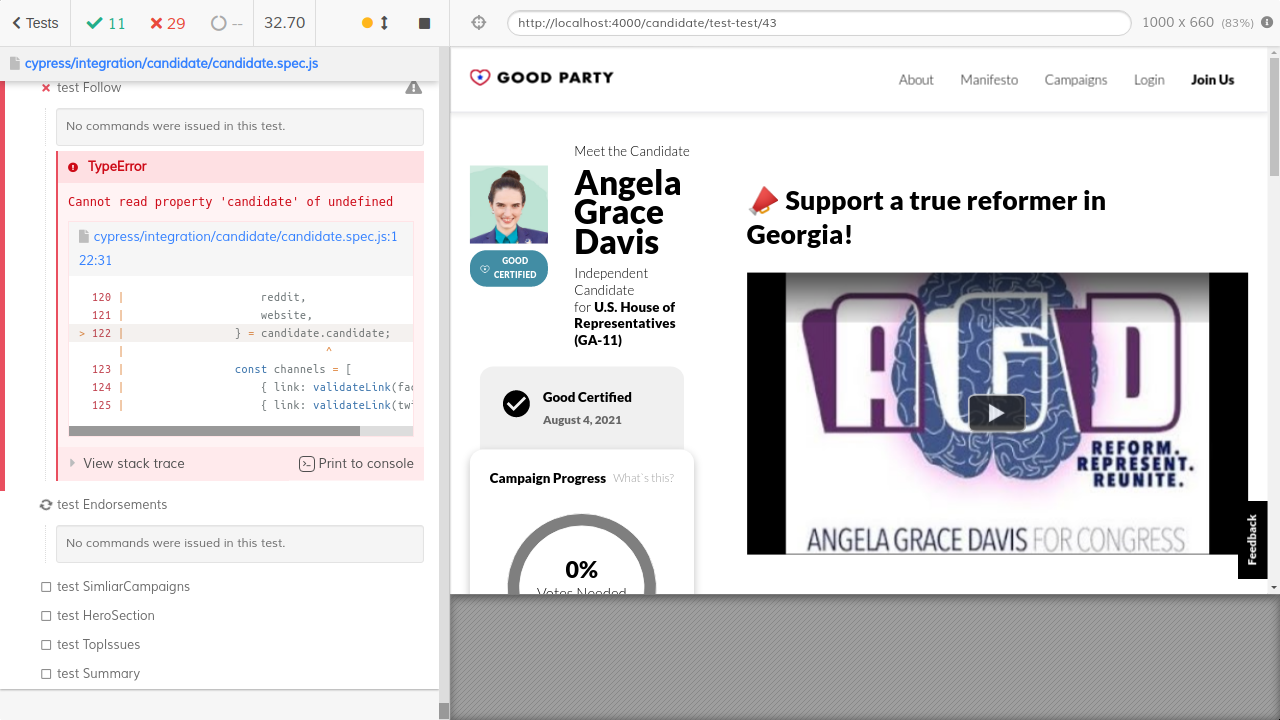 Tests 11 29 -- 32.70
http://localhost:4000/candidate/test-test/43
1000 x 660 (83%)
cypress/integration/candidate/candidate.spec.js
test Follow
No commands were issued in this test.
TypeError
Cannot read property 'candidate' of undefined
cypress/integration/candidate/candidate.spec.js:1
22:31
120 | reddit,
121 | website,
> 122 | } = candidate.candidate;
| ^
123 | const channels = [
124 | { link: validateLink(fac
125 | { link: validateLink(twi
View stack trace
Print to console
test Endorsements
No commands were issued in this test.
test SimliarCampaigns
test HeroSection
test TopIssues
test Summary
GOOD PARTY
About
Manifesto
Campaigns
Login
Join Us
Meet the Candidate
Angela
Grace
Davis
GOOD
CERTIFIED
Independent
Candidate
for U.S. House of
Representatives
(GA-11)
Good Certified
August 4, 2021
Campaign Progress What`s this?
0%
Votes Needed
Support a true reformer in
Georgia!
AGD
REFORM.
REPRESENT.
REUNITE.
ANGELA GRACE DAVIS FOR CONGRESS
Feedback